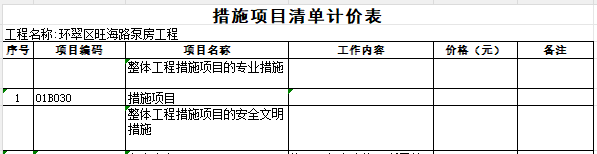 措施项目清单计价表
工程名称:环翠区旺海路泵房工程
序号 项目编码 项目名称 工作内容 价格（元） 备注
整体工程措施项目的专业措施
1 01B030 措施项目
整体工程措施项目的安全文明
措施